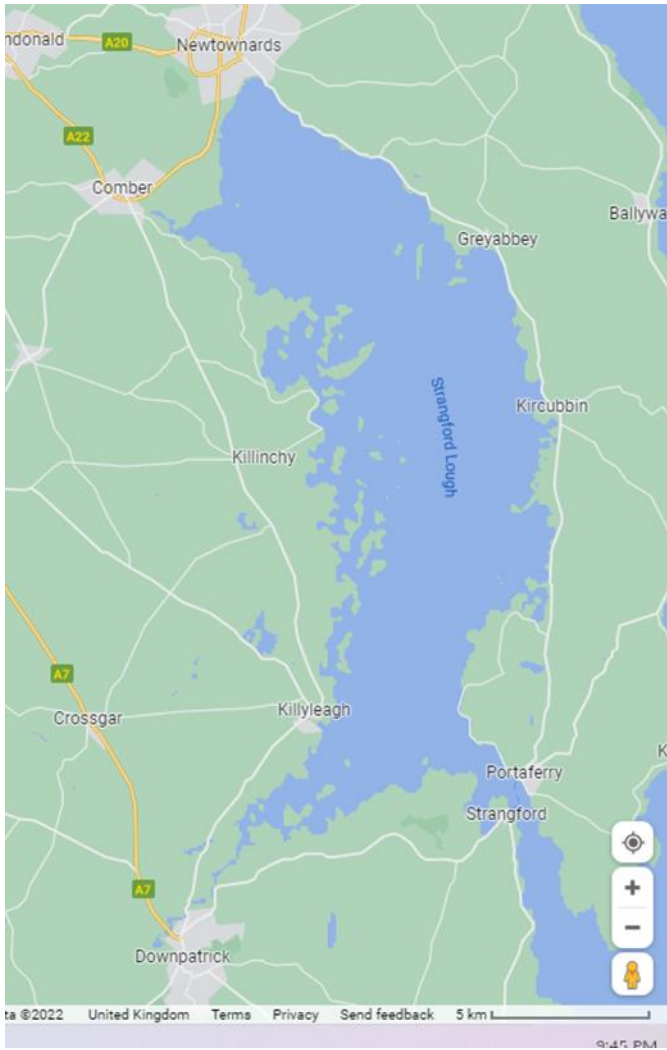 ndonald
A20
Newtownards
A22
Comber
Ballywa
Greyabbey
Strangford Lough
Kircubbin
Killinchy
A7
Killyleagh
Crossgar
K
Portaferry
Strangford
A7
Downpatrick
ta ©2022 United Kingdom Terms Privacy Send feedback 5 km
9:45 PM